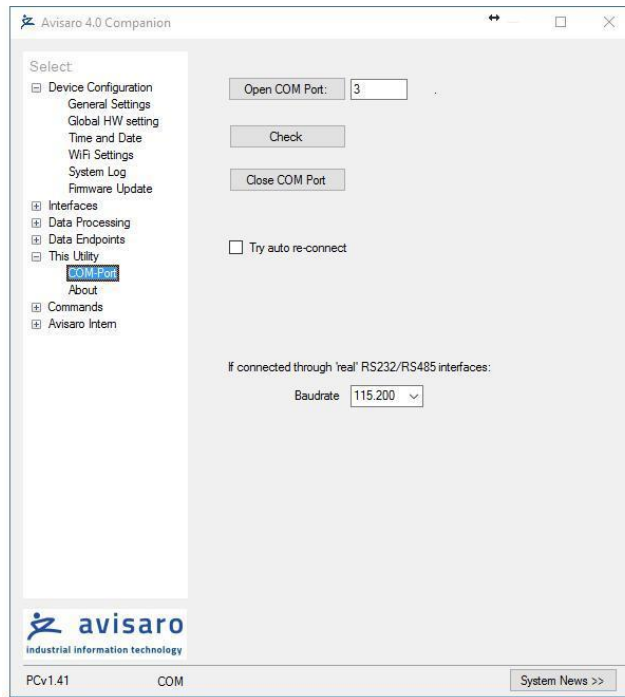 Avisaro 4.0 Companion
Select:
Device Configuration
General Settings
Global HW setting
Time and Date
WiFi Settings
System Log
Firmware Update
Interfaces
Data Processing
Data Endpoints
This Utility
COM-Port
About
Commands
Avisaro Intern
Open COM Port: 3 .
Check
Close COM Port
Try auto re-connect
If connected through 'real' RS232/RS485 interfaces:
Baudrate 115.200
avisaro
industrial information technology
PCv1.41 COM System News >>